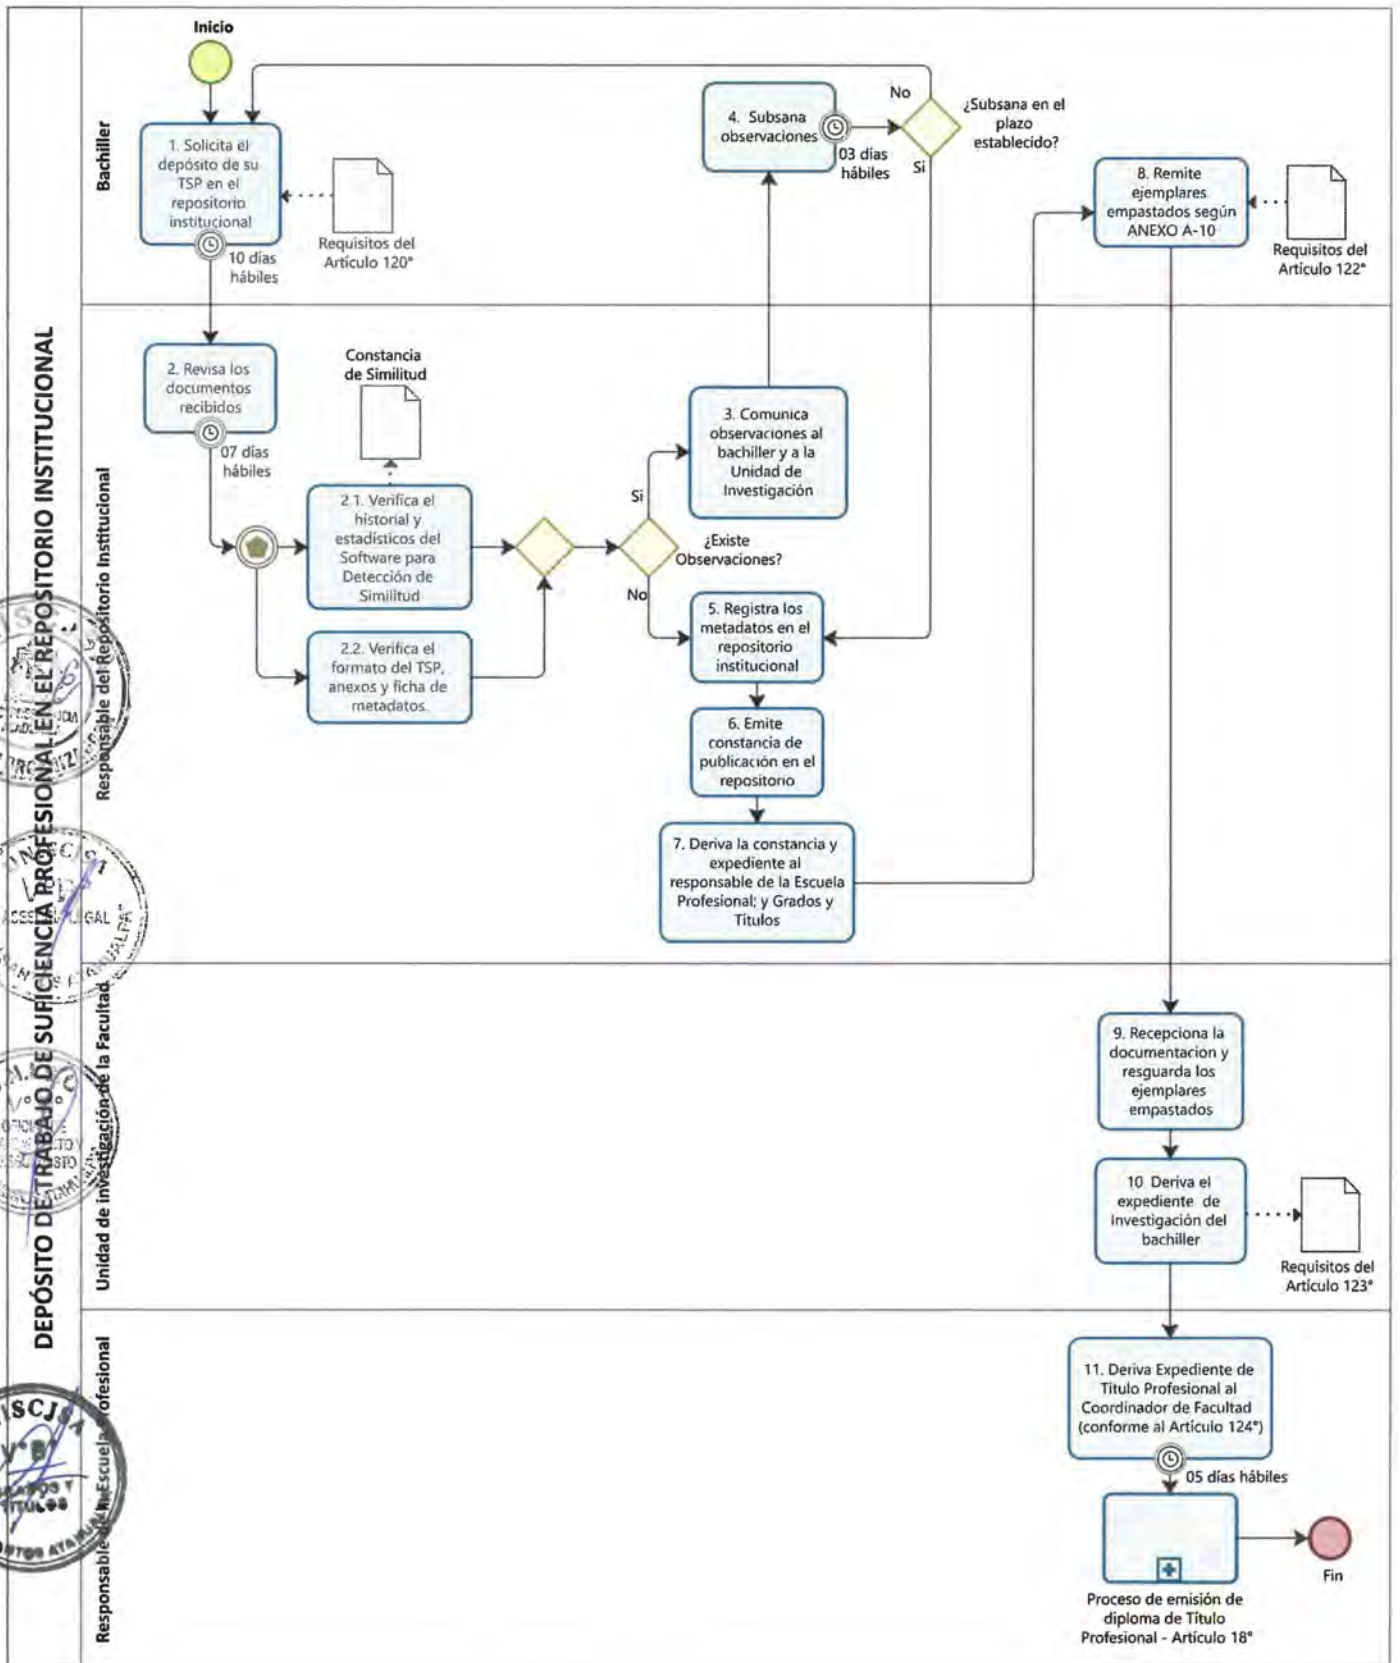 DEPÓSITO DE TRABAJO DE SUFICIENCIA PROFESIONAL EN EL REPOSITORIO INSTITUCIONAL
Bachiller
Inicio
1. Solicita el
depósito de su
TSP en el
repositorio
institucional
10 días
hábiles
Requisitos del
Artículo 120°
4. Subsana
observaciones
03 días
hábiles
No
¿Subsana en el
plazo
establecido?
Si
8. Remite
ejemplares
empastados según
ANEXO A-10
Requisitos del
Artículo 122°
Responsable del Repositorio Institucional
2. Revisa los
documentos
recibidos
07 días
hábiles
Constancia
de Similitud
2.1. Verifica el
historial y
estadísticos del
Software para
Detección de
Similitud
2.2. Verifica el
formato del TSP,
anexos y ficha de
metadatos.
Si
¿Existe
Observaciones?
No
3. Comunica
observaciones al
bachiller y a la
Unidad de
Investigación
5. Registra los
metadatos en el
repositorio
institucional
6. Emite
constancia de
publicación en el
repositorio
7. Deriva la constancia y
expediente al
responsable de la Escuela
Profesional; y Grados y
Títulos
Unidad de investigación de la Facultad
9. Recepciona la
documentacion y
resguarda los
ejemplares
empastados
10 Deriva el
expediente de
Investigación del
bachiller
Requisitos del
Artículo 123°
Responsable de la Escuela Profesional
11. Deriva Expediente de
Titulo Profesional al
Coordinador de Facultad
(conforme al Artículo 124°)
05 días hábiles
Proceso de emisión de
diploma de Título
Profesional - Artículo 18°
Fin
V°B°
GRADOS Y
TITULOS